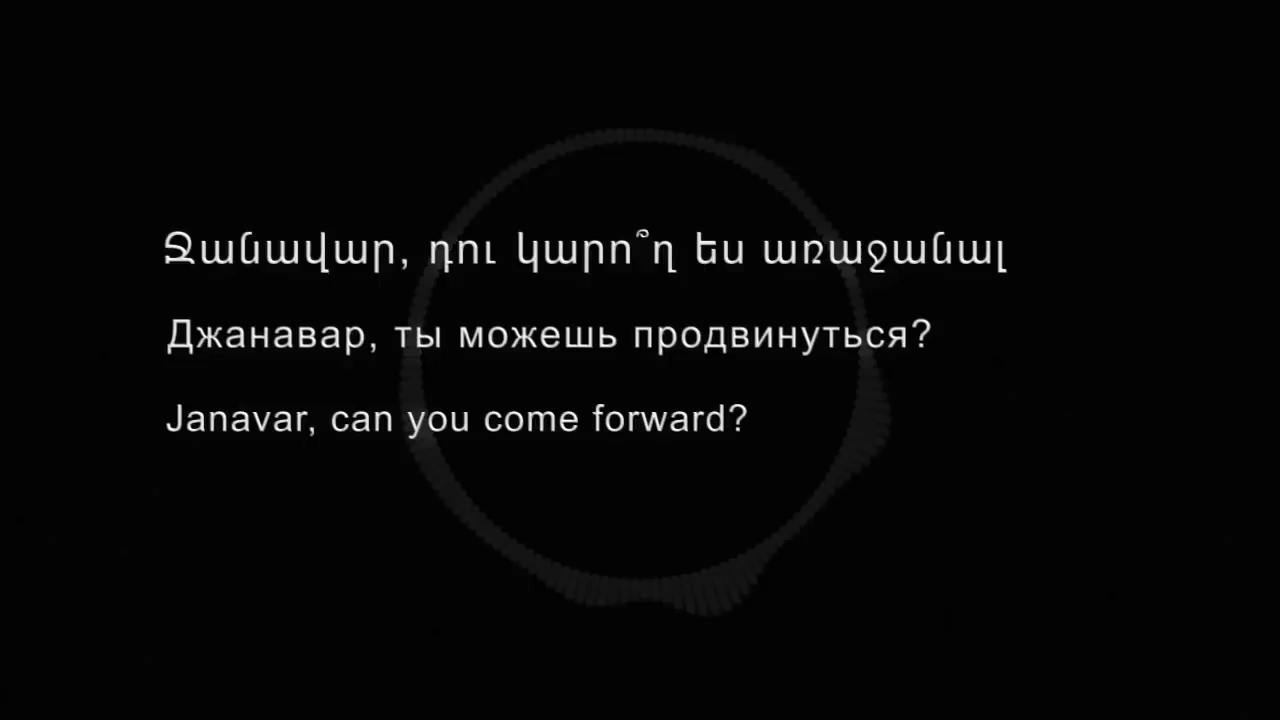 Ջանավար, դու կարո՞ղ ես առաջանալ
Джанавар, ты можешь продвинуться?
Janavar, can you come forward?